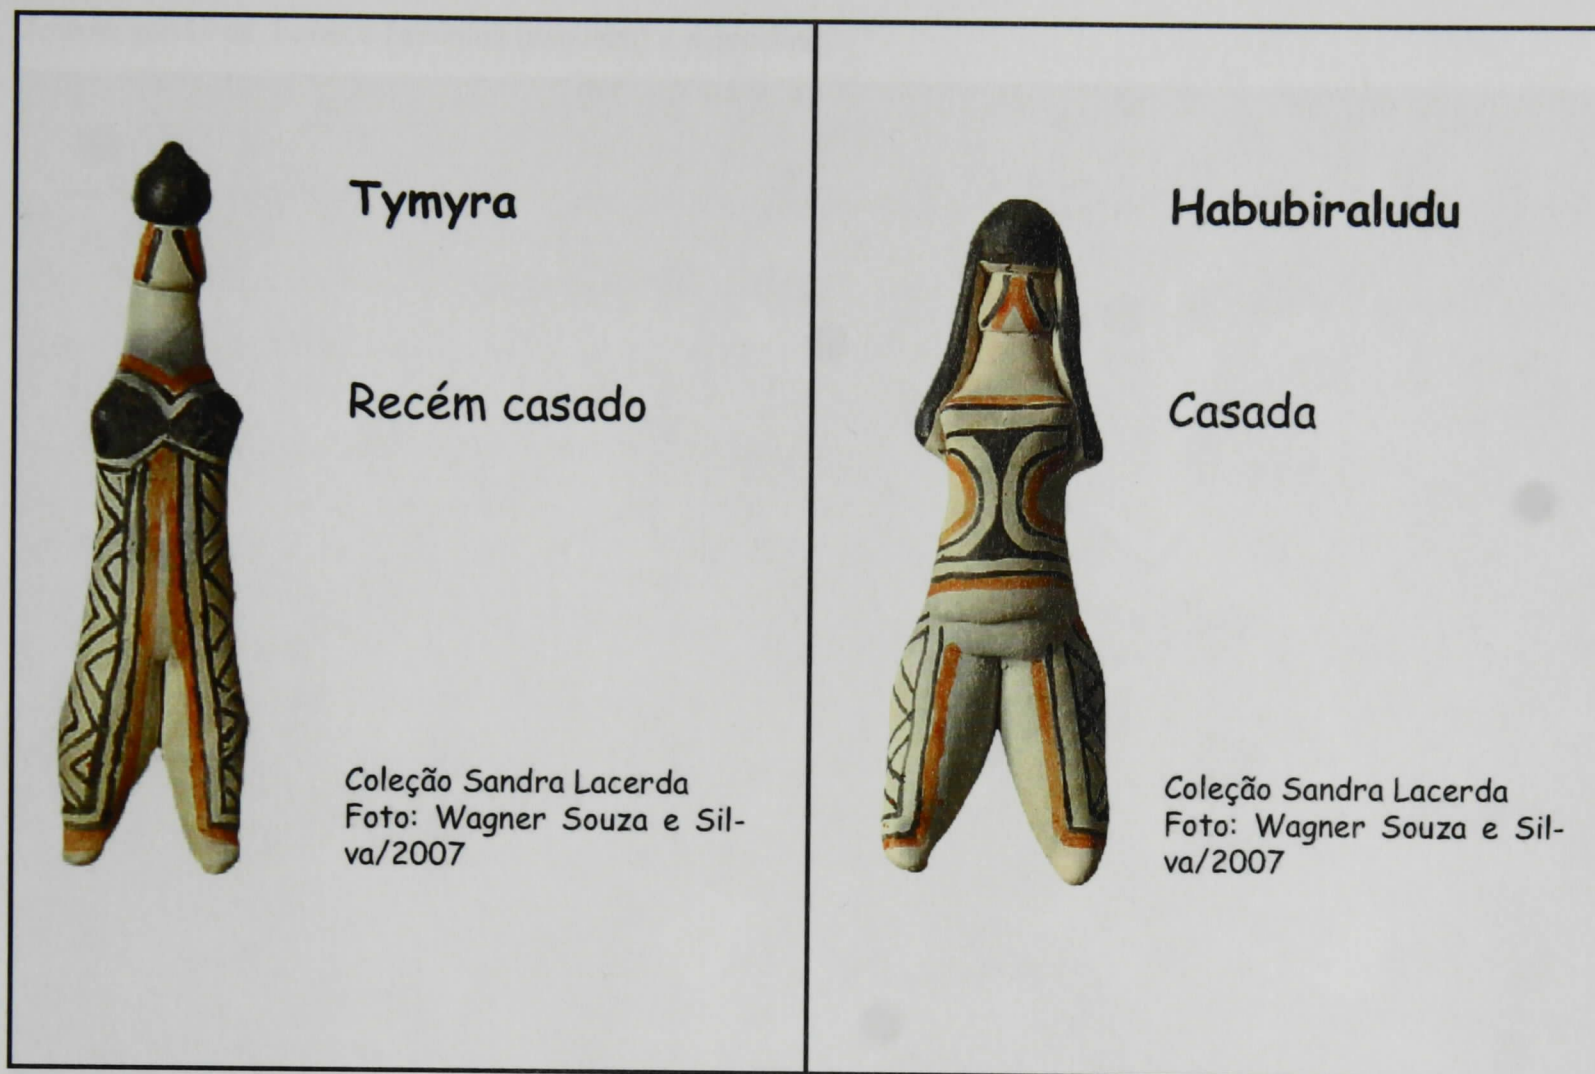 Tymyra
Recém casado
Coleção Sandra Lacerda
Foto: Wagner Souza e Sil-
va/2007
Habubiraludu
Casada
Coleção Sandra Lacerda
Foto: Wagner Souza e Sil-
va/2007